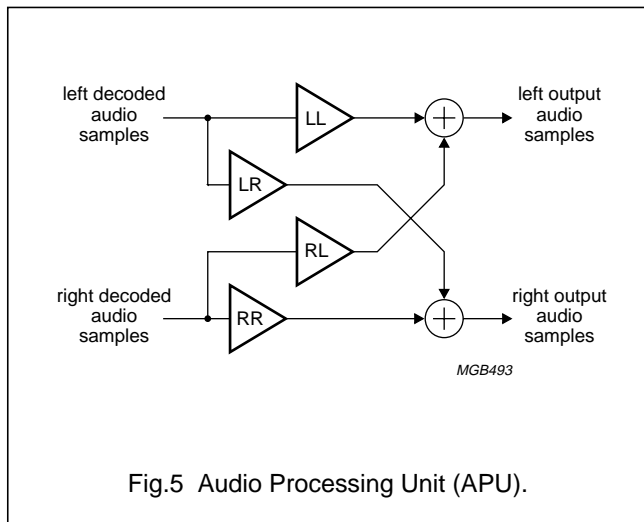 left decoded
audio
samples
LL
left output
audio
samples
LR
RL
right decoded
audio
samples
RR
right output
audio
samples
MGB493
Fig.5 Audio Processing Unit (APU).